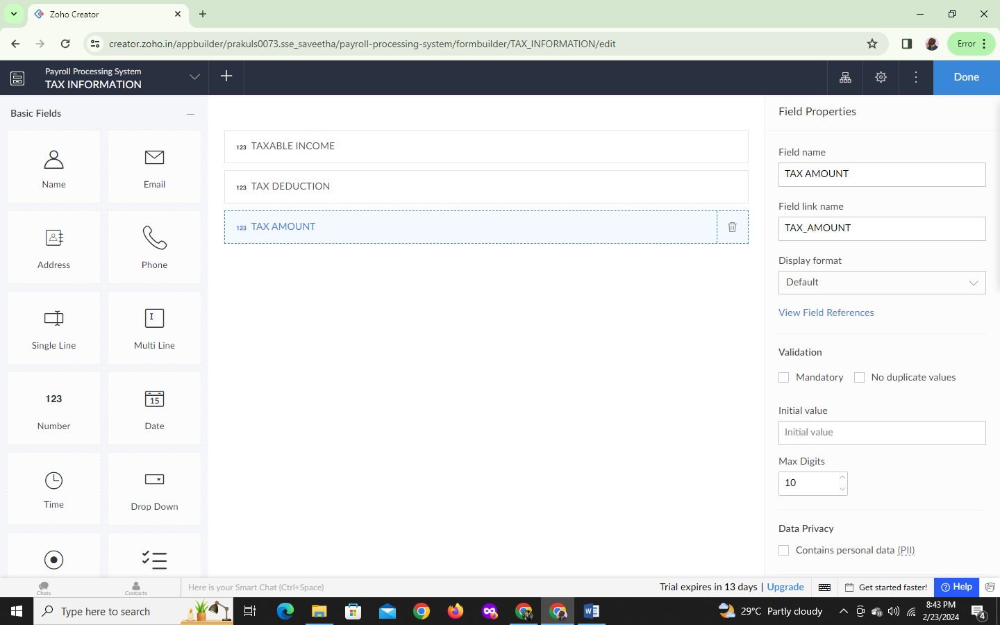 Zoho Creator
creator.zoho.in/appbuilder/prakuls0073.sse_saveetha/payroll-processing-system/formbuilder/TAX_INFORMATION/edit
Error
Payroll Processing System
TAX INFORMATION
Done
Basic Fields
Name
Email
Address
Phone
Single Line
Multi Line
123
Number
15
Date
Time
Drop Down
123 TAXABLE INCOME
123 TAX DEDUCTION
123 TAX AMOUNT
Field Properties
Field name
TAX AMOUNT
Field link name
TAX_AMOUNT
Display format
Default
View Field References
Validation
Mandatory
No duplicate values
Initial value
Initial value
Max Digits
10
Data Privacy
Contains personal data (PII)
Chats
Contacts
Here is your Smart Chat (Ctrl+Space)
Trial expires in 13 days | Upgrade
Get started faster!
Help
Type here to search
29°C Partly cloudy
8:43 PM
2/23/2024
4